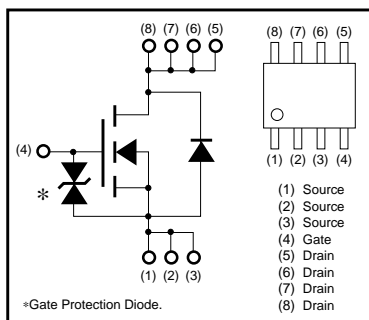 (8) (7) (6) (5)
(8) (7) (6) (5)
(4)
*
(1) (2) (3) (4)
(1) (2) (3)
(1) Source
(2) Source
(3) Source
(4) Gate
(5) Drain
(6) Drain
(7) Drain
(8) Drain
*Gate Protection Diode.